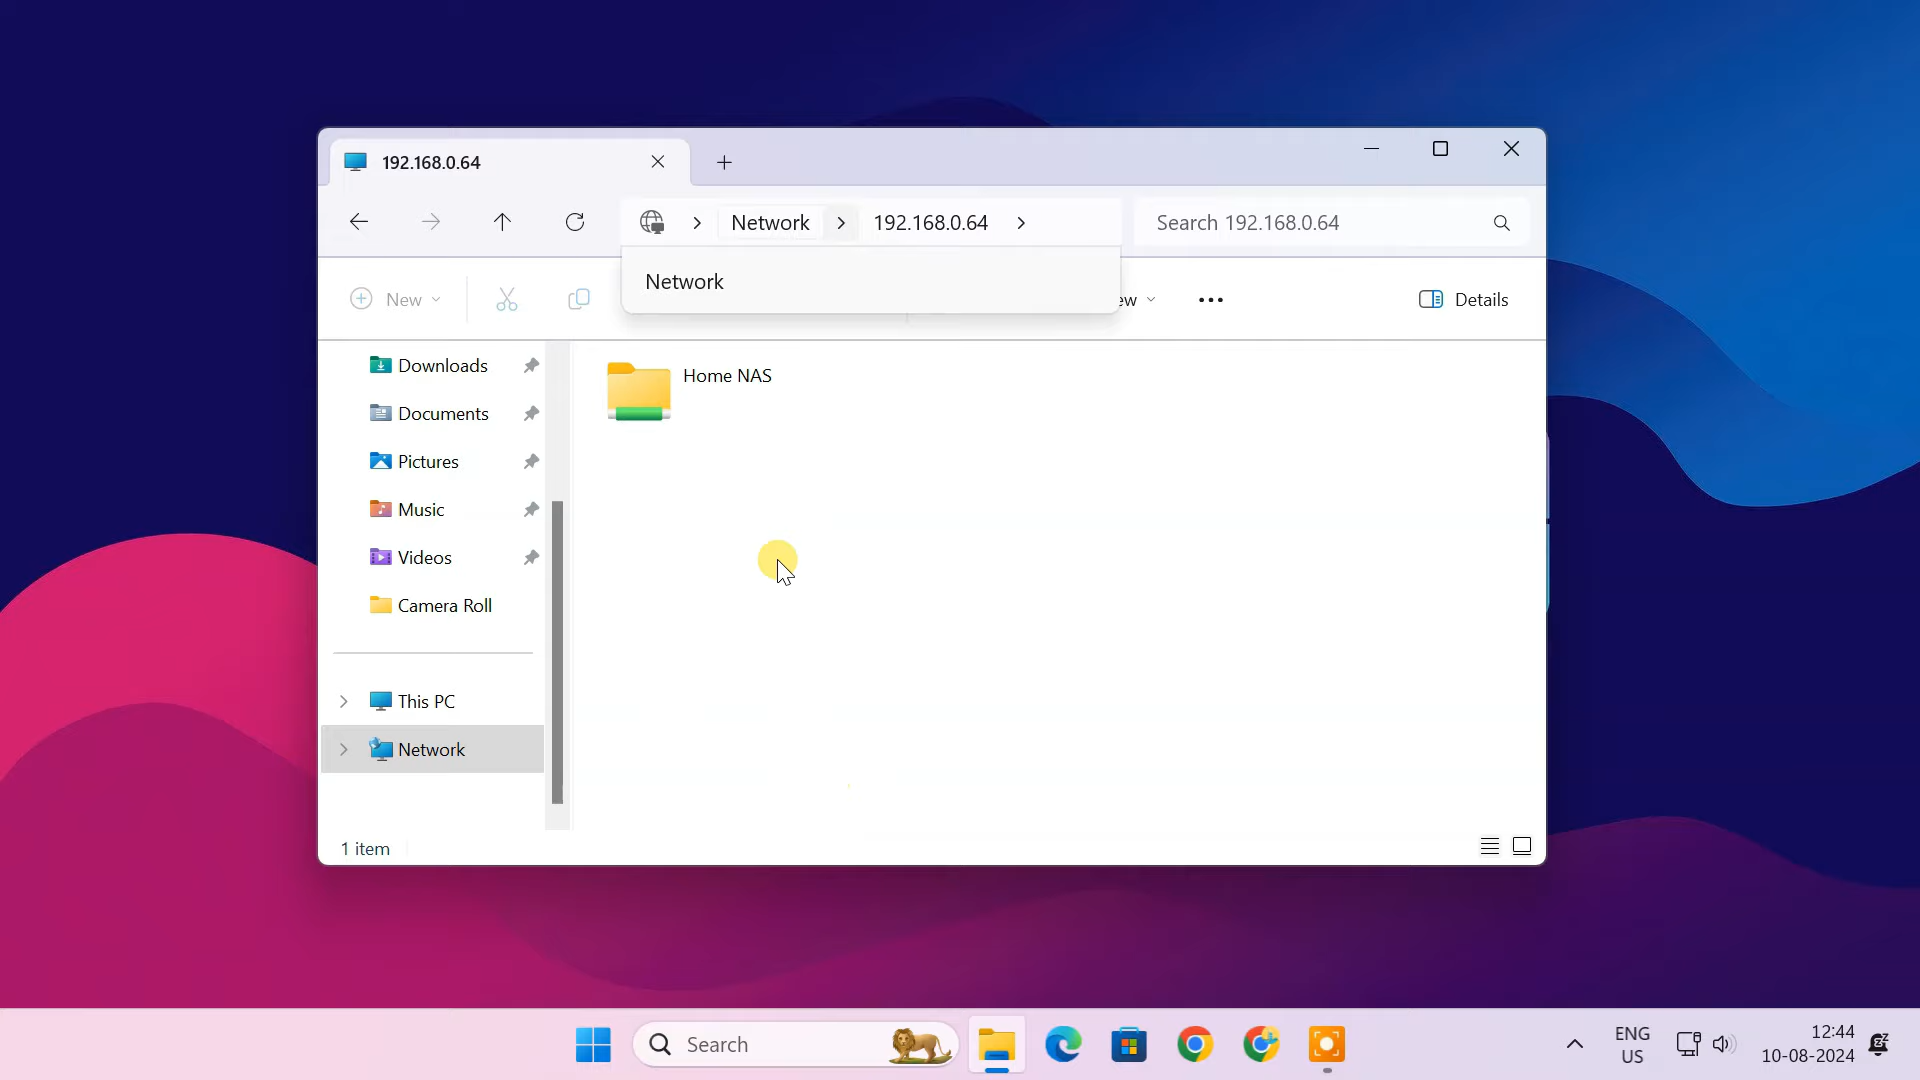 192.168.0.64
Network
192.168.0.64
Search 192.168.0.64
Network
New
ew
Details
Downloads
Home NAS
Documents
Pictures
Music
Videos
Camera Roll
This PC
Network
1 item
Search
ENG
US
12:44
10-08-2024